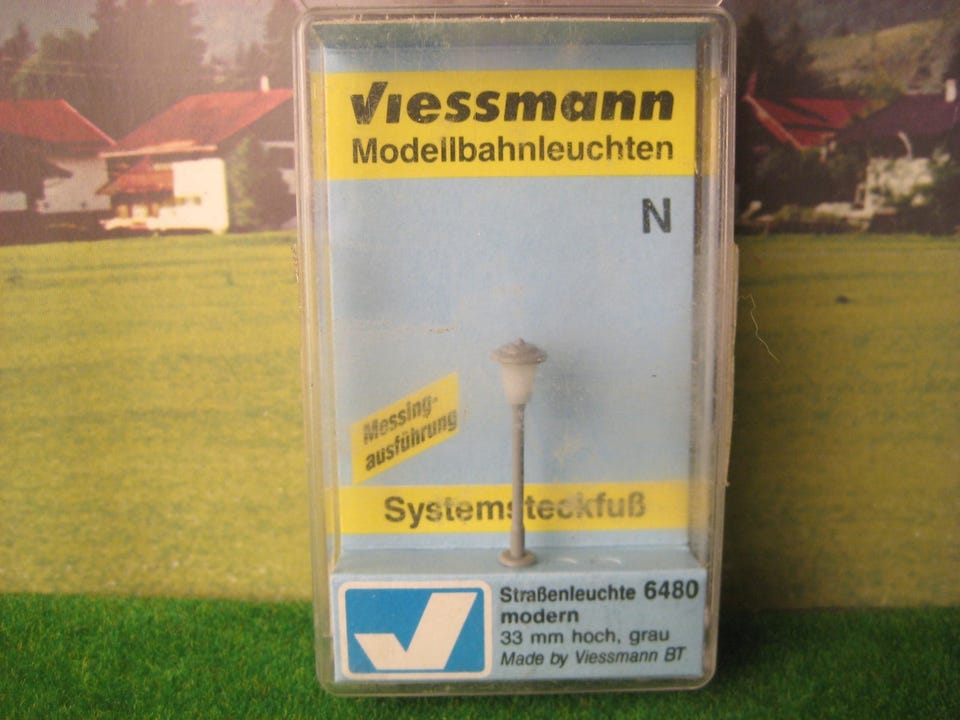 Viessmann
Modellbahnleuchten
N
Messing-
ausführung
Systemsteckfuß
Straßenleuchte 6480
modern
33 mm hoch, grau
Made by Viessmann BT